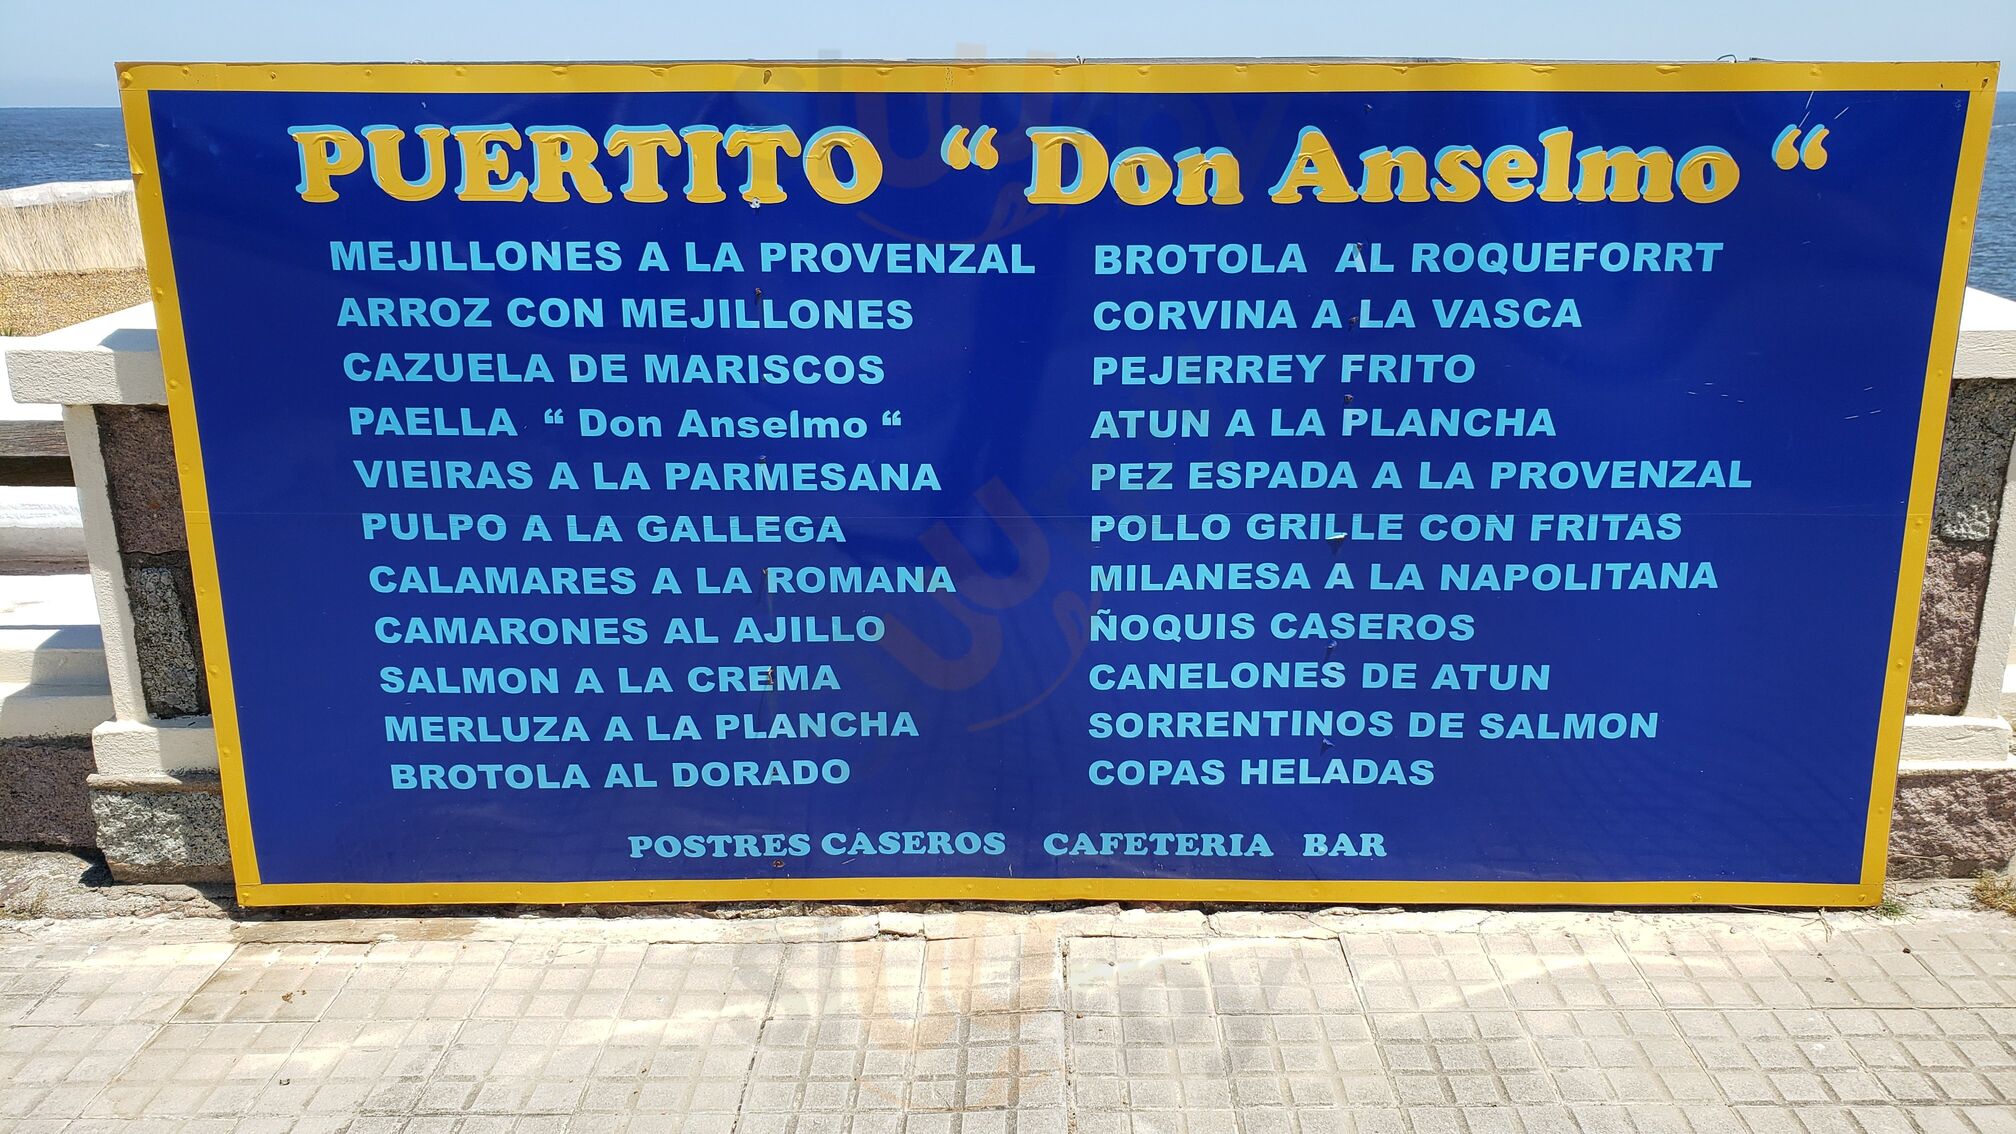 PUERTITO “ Don Anselmo “
MEJILLONES A LA PROVENZAL
ARROZ CON MEJILLONES
CAZUELA DE MARISCOS
PAELLA “ Don Anselmo “
VIEIRAS A LA PARMESANA
PULPO A LA GALLEGA
CALAMARES A LA ROMANA
CAMARONES AL AJILLO
SALMON A LA CREMA
MERLUZA A LA PLANCHA
BROTOLA AL DORADO
BROTOLA AL ROQUEFORRT
CORVINA A LA VASCA
PEJERREY FRITO
ATUN A LA PLANCHA
PEZ ESPADA A LA PROVENZAL
POLLO GRILLE CON FRITAS
MILANESA A LA NAPOLITANA
ÑOQUIS CASEROS
CANELONES DE ATUN
SORRENTINOS DE SALMON
COPAS HELADAS
POSTRES CASEROS CAFETERIA BAR
sluurpy
sluurpy
sluurpy